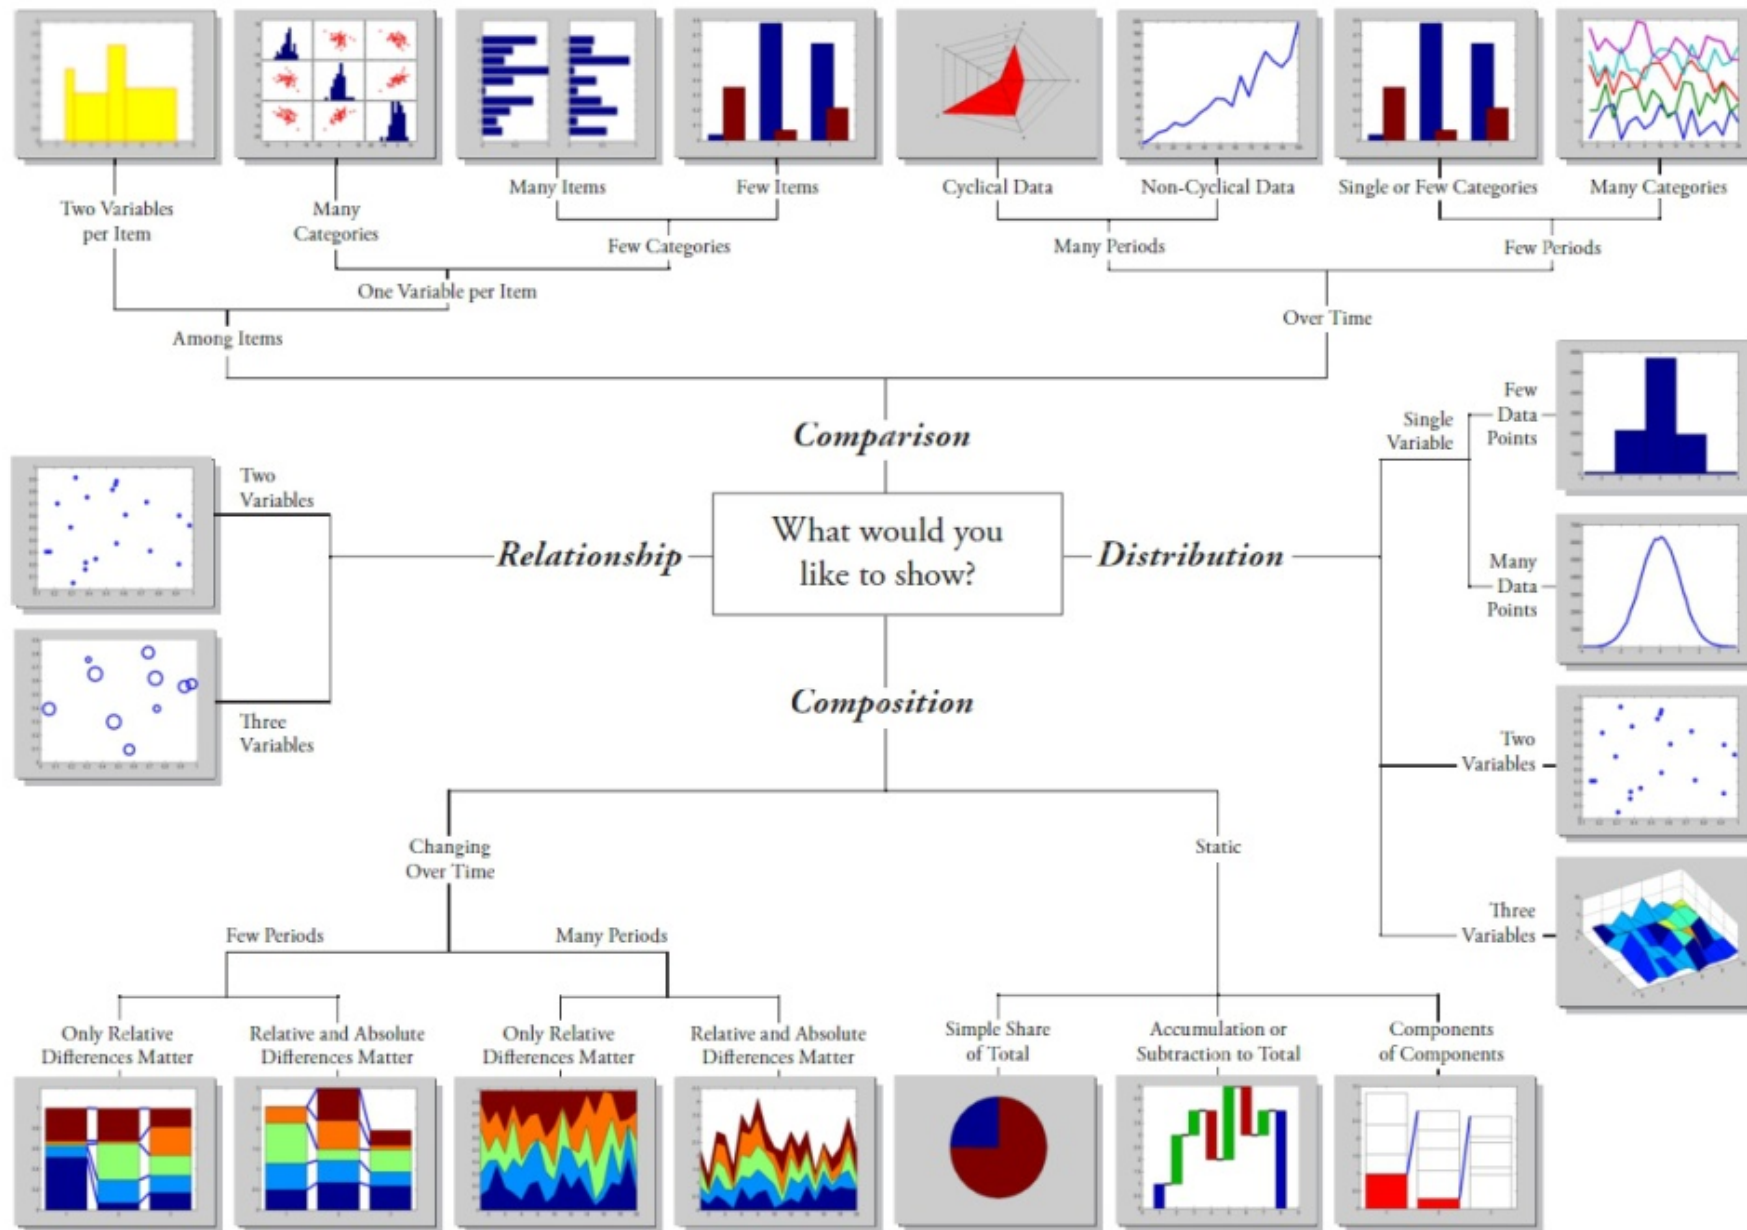 Two Variables
per Item
Many
Categories
Many Items
Few Items
Cyclical Data
Non-Cyclical Data
Single or Few Categories
Many Categories
Few Categories
Many Periods
Few Periods
One Variable per Item
Among Items
Over Time
Comparison
Single
Variable
Few
Data
Points
Two
Variables
What would you
like to show?
Relationship
Distribution
Many
Data
Points
Three
Variables
Composition
Two
Variables
Changing
Over Time
Static
Three
Variables
Few Periods
Many Periods
Only Relative
Differences Matter
Relative and Absolute
Differences Matter
Only Relative
Differences Matter
Relative and Absolute
Differences Matter
Simple Share
of Total
Accumulation or
Subtraction to Total
Components
of Components